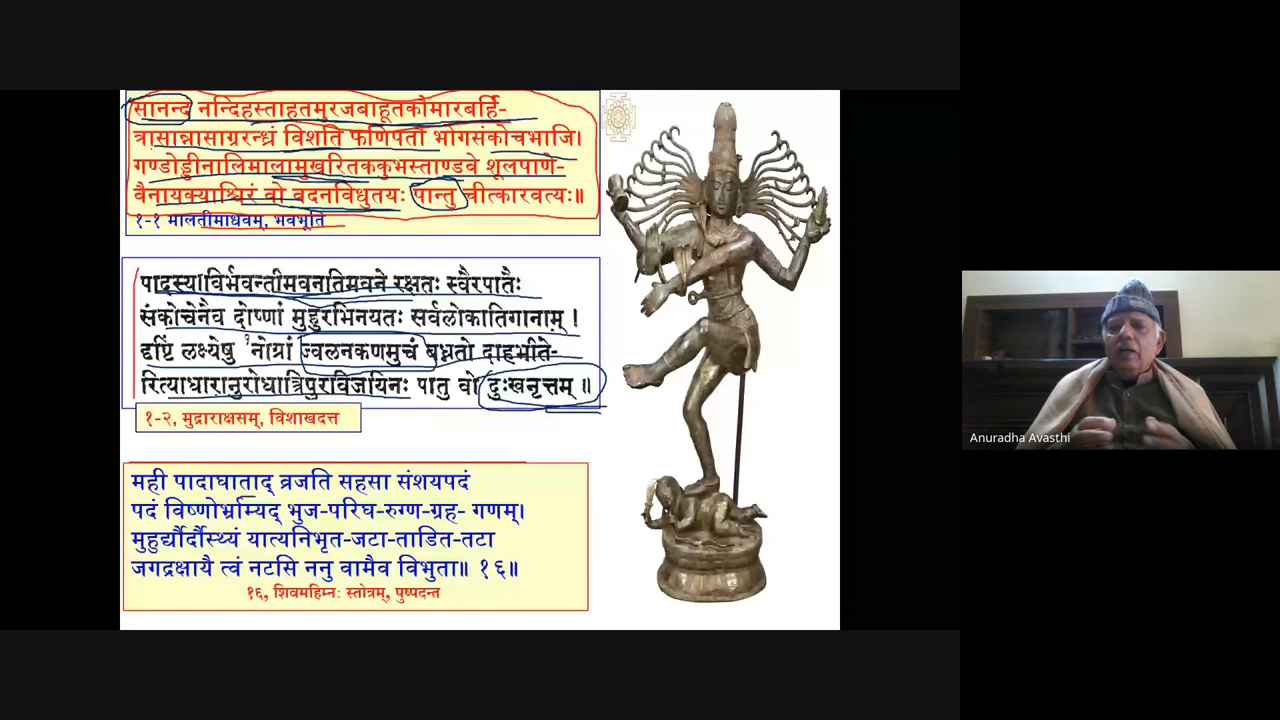 सानन्द नन्दिहस्ताहतमुरजबाहूतकौमारबर्हि-
त्रासान्नासाग्ररन्ध्रं विशति फणिपतौ भोगसंकोचभाजि।
गण्डोड्डीनालिमालामुखरितककुभस्ताण्डवे शूलपाणे-
वैनायक्याश्चिरं वो वदनविधुतयः पान्तु चीत्कारवत्यः॥
१-१ मालतीमाधवम्, भवभूति
पादस्याविर्भवन्तीमवनतिमवने रक्षतः स्वैरपातैः
संकोचेनैव दोष्णां मुहुरभिनयतः सर्वलोकातिगानाम् ।
दृष्टिं लक्ष्येषु नोग्रां ज्वलनकणमुचं बध्नतो दाहभीते-
रित्याधारानुरोधात्त्रिपुरविजयिनः पातु वो दुःखनृत्तम् ॥
१-२, मुद्राराक्षसम्, विशाखदत्त
मही पादाघाताद् व्रजति सहसा संशयपदं
पदं विष्णोर्भ्राम्यद् भुज-परिघ-रुग्ण-ग्रह- गणम्।
मुहुर्द्यौर्दौस्थ्यं यात्यनिभृत-जटा-ताडित-तटा
जगद्रक्षायै त्वं नटसि ननु वामैव विभुता॥ १६॥
१६, शिवमहिम्नः स्तोत्रम्, पुष्पदन्त
Anuradha Avasthi